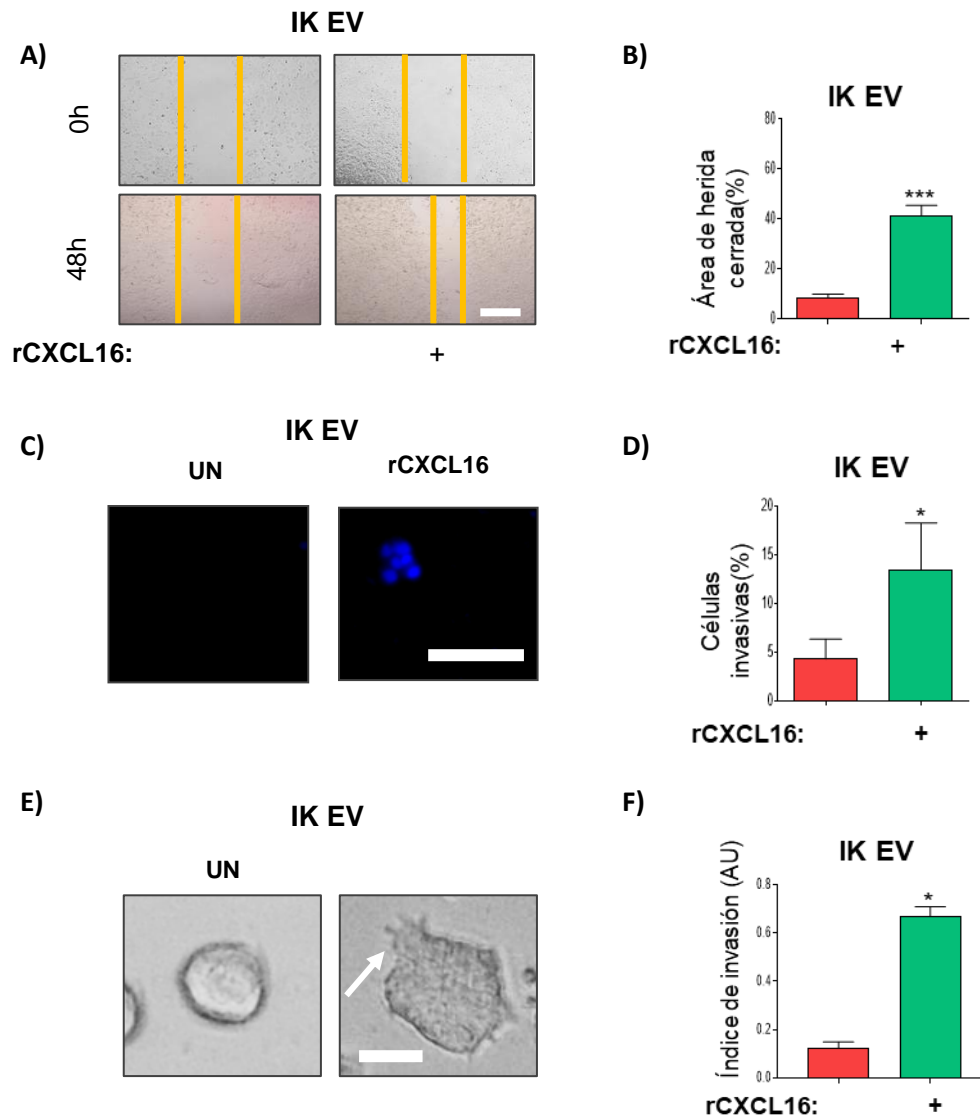 IK EV
A)
0h
48h
rCXCL16: +
B)
IK EV
Área de herida
cerrada(%)
80
60
40
20
0
***
rCXCL16: +
C)
IK EV
UN
rCXCL16
D)
IK EV
Células
invasivas(%)
20
15
10
5
0
*
rCXCL16: +
E)
IK EV
UN
F)
IK EV
Índice de invasión (AU)
0.8
0.6
0.4
0.2
0.0
*
rCXCL16: +